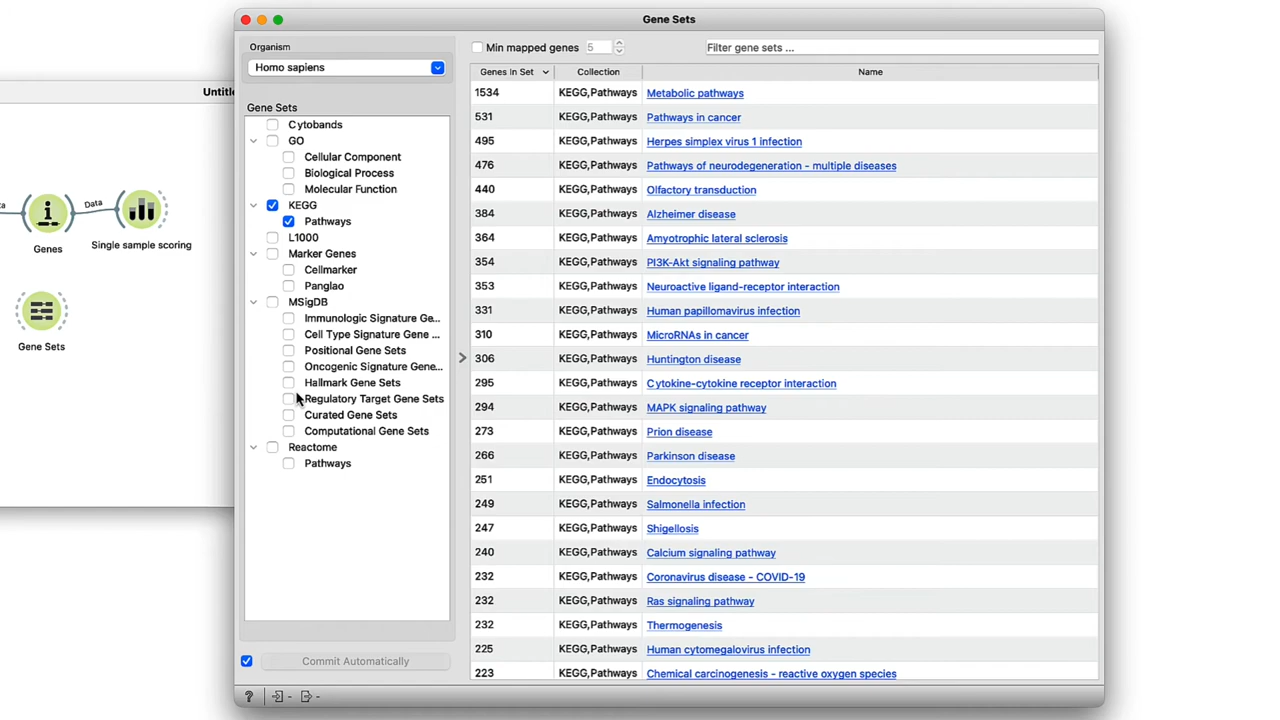 Gene Sets
Untitle
ta
Data
Genes
Single sample scoring
Gene Sets
Organism
Homo sapiens
Gene Sets
Cytobands
GO
Cellular Component
Biological Process
Molecular Function
KEGG
Pathways
L1000
Marker Genes
Cellmarker
Panglao
MSigDB
Immunologic Signature Ge...
Cell Type Signature Gene ...
Positional Gene Sets
Oncogenic Signature Gene...
Hallmark Gene Sets
Regulatory Target Gene Sets
Curated Gene Sets
Computational Gene Sets
Reactome
Pathways
Commit Automatically
?
Min mapped genes 5 Filter gene sets ...
Genes in Set Collection Name
1534 KEGG,Pathways Metabolic pathways
531 KEGG,Pathways Pathways in cancer
495 KEGG,Pathways Herpes simplex virus 1 infection
476 KEGG,Pathways Pathways of neurodegeneration - multiple diseases
440 KEGG,Pathways Olfactory transduction
384 KEGG,Pathways Alzheimer disease
364 KEGG,Pathways Amyotrophic lateral sclerosis
354 KEGG,Pathways PI3K-Akt signaling pathway
353 KEGG,Pathways Neuroactive ligand-receptor interaction
331 KEGG,Pathways Human papillomavirus infection
310 KEGG,Pathways MicroRNAs in cancer
306 KEGG,Pathways Huntington disease
295 KEGG,Pathways Cytokine-cytokine receptor interaction
294 KEGG,Pathways MAPK signaling pathway
273 KEGG,Pathways Prion disease
266 KEGG,Pathways Parkinson disease
251 KEGG,Pathways Endocytosis
249 KEGG,Pathways Salmonella infection
247 KEGG,Pathways Shigellosis
240 KEGG,Pathways Calcium signaling pathway
232 KEGG,Pathways Coronavirus disease - COVID-19
232 KEGG,Pathways Ras signaling pathway
232 KEGG,Pathways Thermogenesis
225 KEGG,Pathways Human cytomegalovirus infection
223 KEGG,Pathways Chemical carcinogenesis - reactive oxygen species